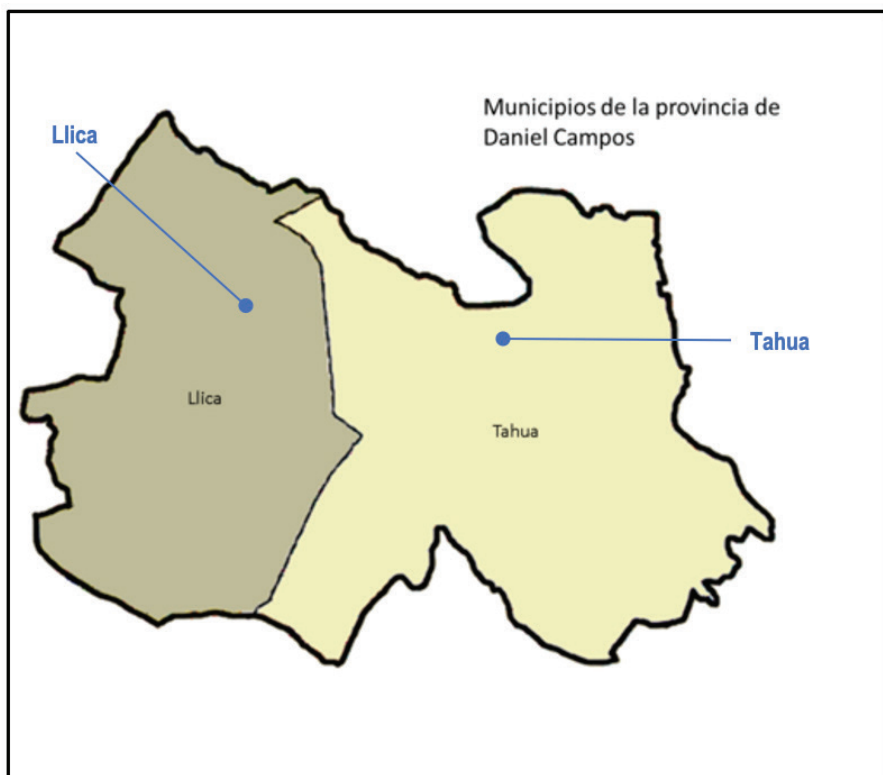 Municipios de la provincia de
Daniel Campos
Llica
Tahua
Llica
Tahua